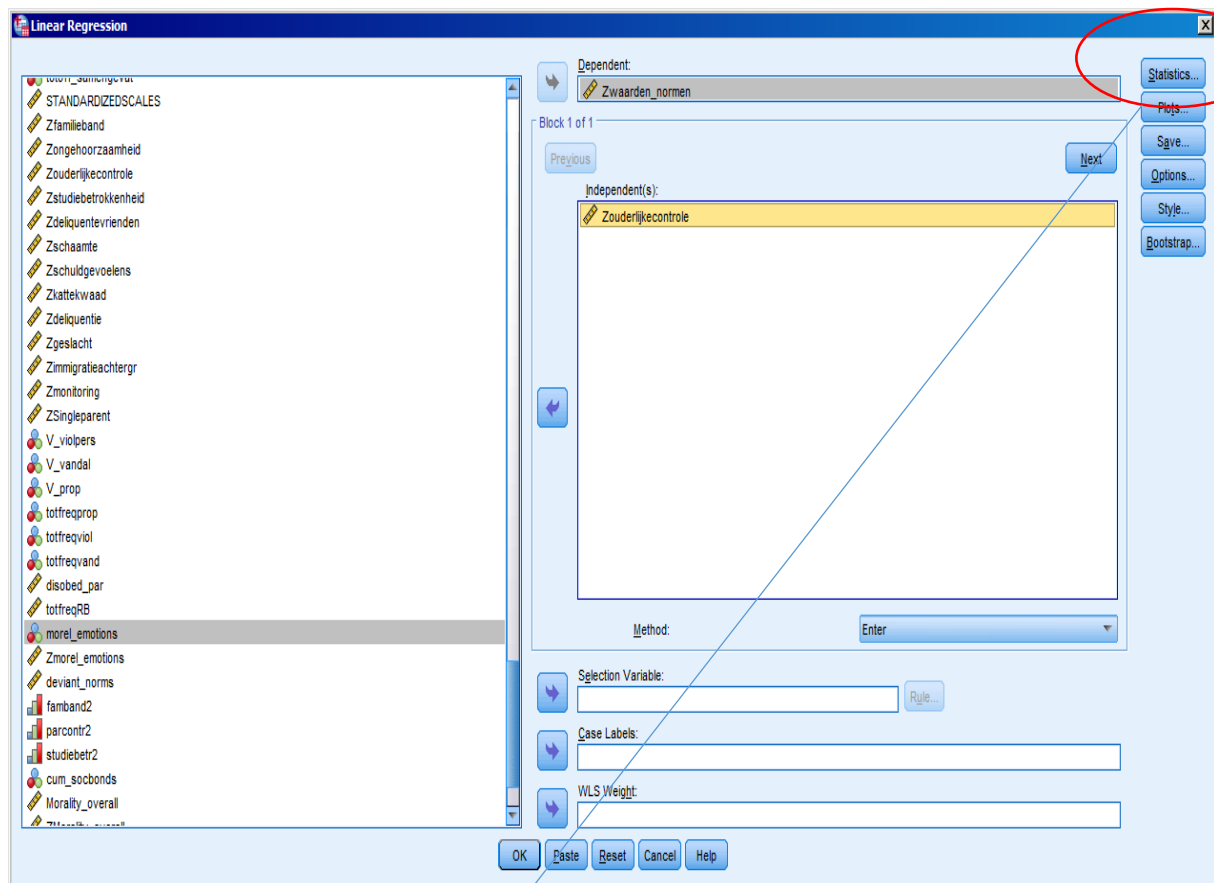 Linear Regression
STANDARDIZEDSCALES
Zfamilieband
Zongehoorzaamheid
Zouderlijkecontrole
Zstudiebetrokkenheid
Zdeliquentevrienden
Zschaamte
Zschuldgevoelens
Zkattekwaad
Zdeliquentie
Zgeslacht
Zimmigratieachtergr
Zmonitoring
ZSingleparent
V_violpers
V_vandal
V_prop
totfreqprop
totfreqviol
totfreqvand
disobed_par
totfreqRB
morel_emotions
Zmorel_emotions
deviant_norms
famband2
parcontr2
studiebetr2
cum_socbonds
Morality_overall
Dependent:
Zwaarden_normen
Block 1 of 1
Previous
Next
Independent(s):
Zouderlijkecontrole
Method:
Enter
Selection Variable:
Rule...
Case Labels:
WLS Weight:
Statistics...
Plots...
Save...
Options...
Style...
Bootstrap...
OK
Paste
Reset
Cancel
Help